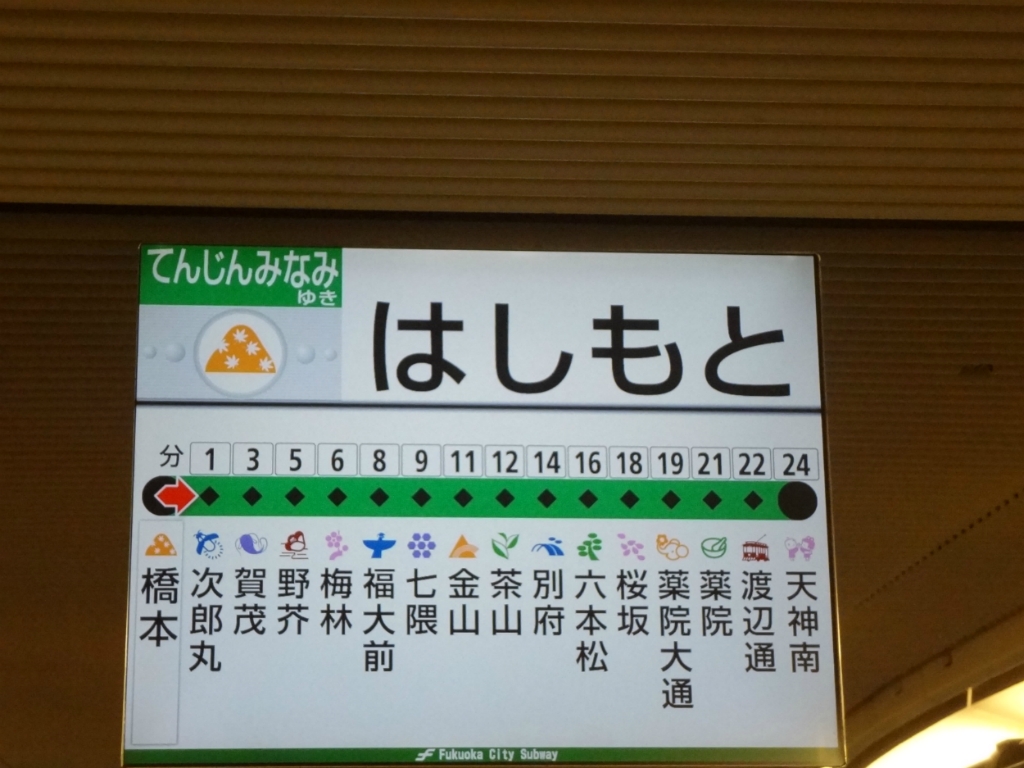 てんじんみなみ
ゆき
はしもと
分 1 3 5 6 8 9 11 12 14 16 18 19 21 22 24
橋本
次郎丸
賀茂
野芥
梅林
福大前
七隈
金山
茶山
別府
六本松
桜坂
薬院大通
薬院
渡辺通
天神南
Fukuoka City Subway